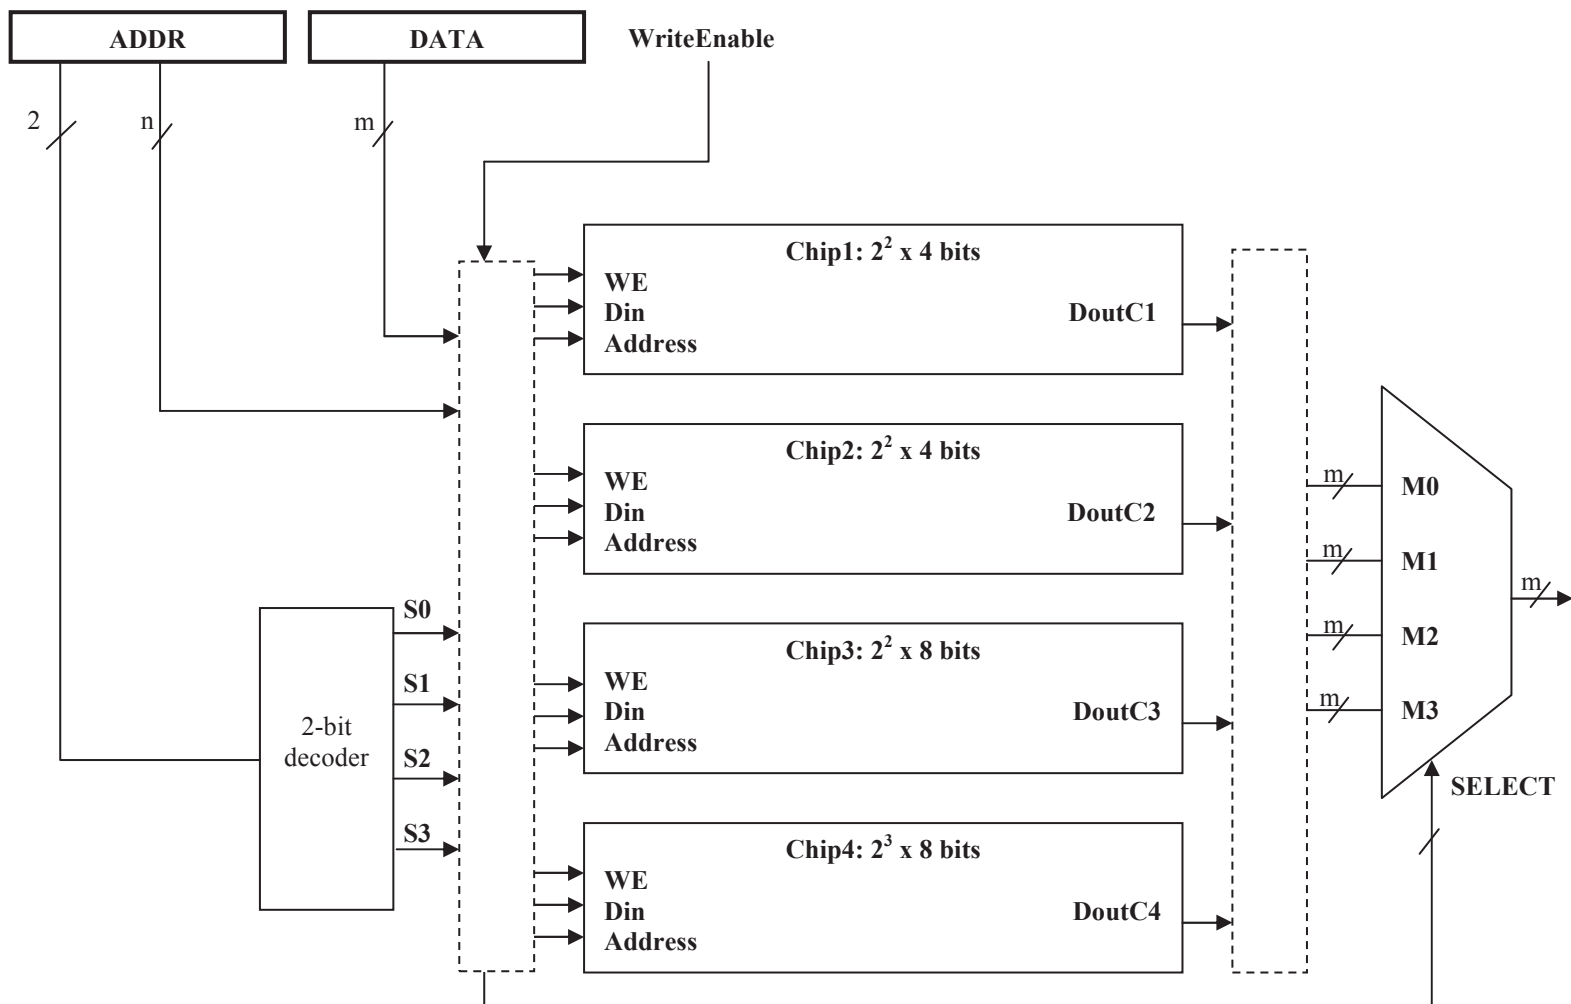 ADDR
DATA
WriteEnable
2
n
m
Chip1: 2² x 4 bits
WE
Din
DoutC1
Address
Chip2: 2² x 4 bits
WE
Din
DoutC2
Address
m
M0
m
M1
m
m
M2
m
M3
SELECT
S0
S1
S2
S3
2-bit
decoder
Chip3: 2² x 8 bits
WE
Din
DoutC3
Address
Chip4: 2³ x 8 bits
WE
Din
DoutC4
Address